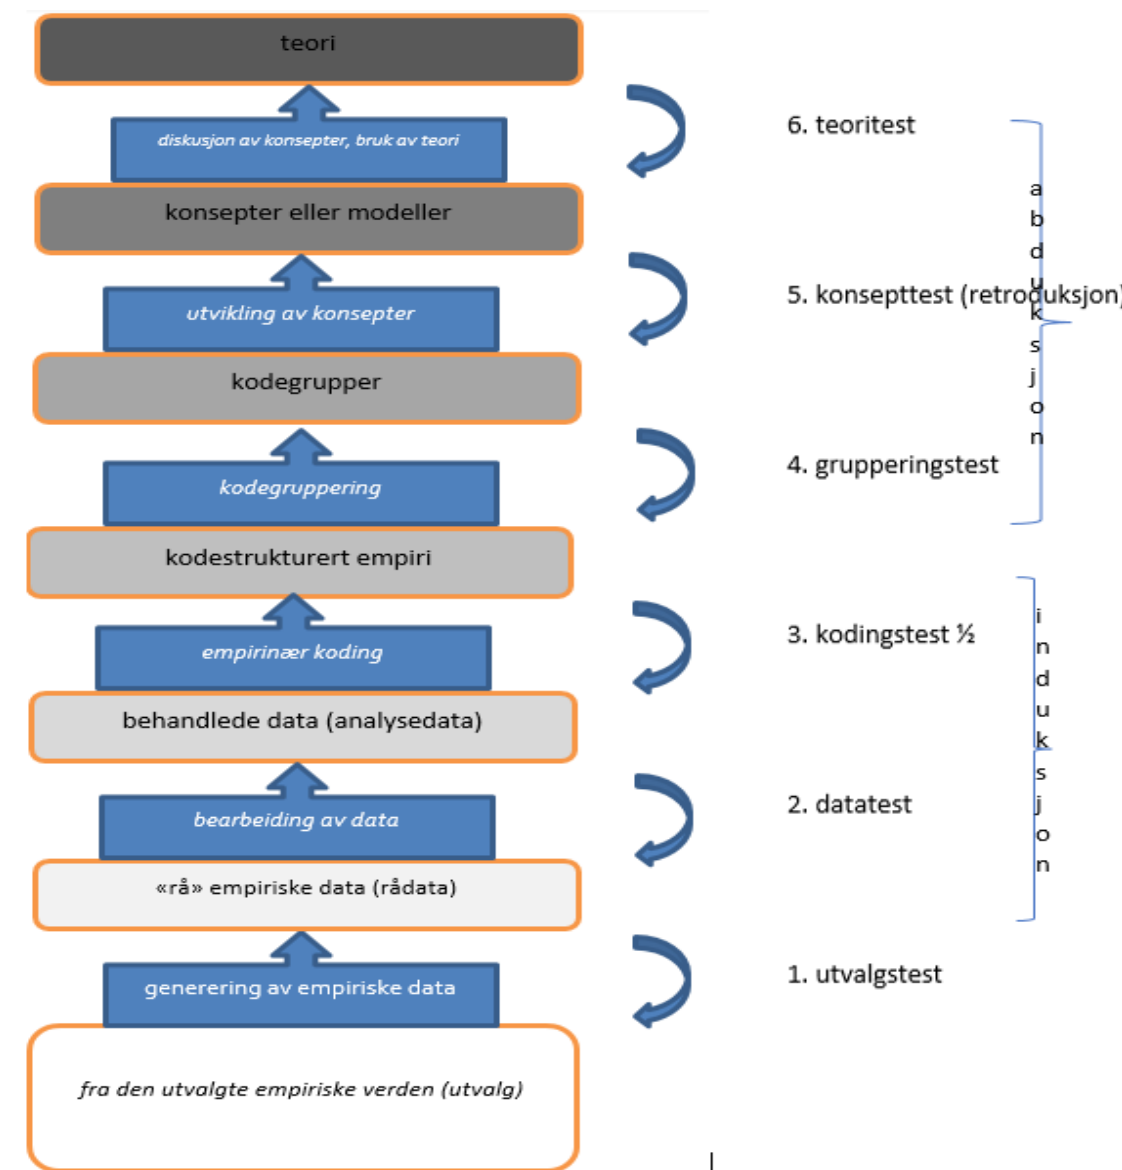 teori
diskusjon av konsepter, bruk av teori
6. teoritest
konsepter eller modeller
utvikling av konsepter
5. konsepttest (retroduksjon)
kodegrupper
kodegruppering
4. grupperingstest
abduksjon
kodestrukturert empiri
empirinær koding
3. kodingstest ½
behandlede data (analysedata)
bearbeiding av data
2. datatest
induksjon
«rå» empiriske data (rådata)
generering av empiriske data
1. utvalgstest
fra den utvalgte empiriske verden (utvalg)